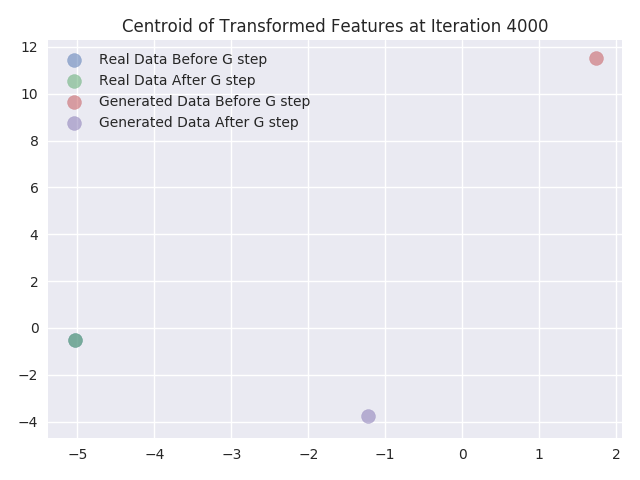 Centroid of Transformed Features at Iteration 4000
12
Real Data Before G step
Real Data After G step
10
Generated Data Before G step
Generated Data After G step
8
6
4
2
0
−2
−4
−5 −4 −3 −2 −1 0 1 2